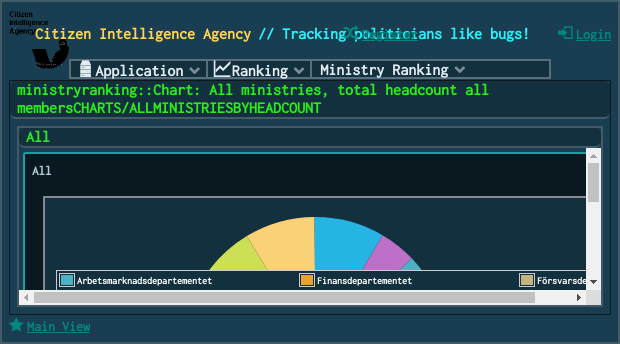 Citizen
Intelligence
Agency
Citizen Intelligence Agency // Tracking politicians like bugs!
Register
Login
Application
Ranking
Ministry Ranking
ministryranking::Chart: All ministries, total headcount all
membersCHARTS/ALLMINISTRIESBYHEADCOUNT
All
All
Arbetsmarknadsdepartementet
Finansdepartementet
Försvarsde
Main View